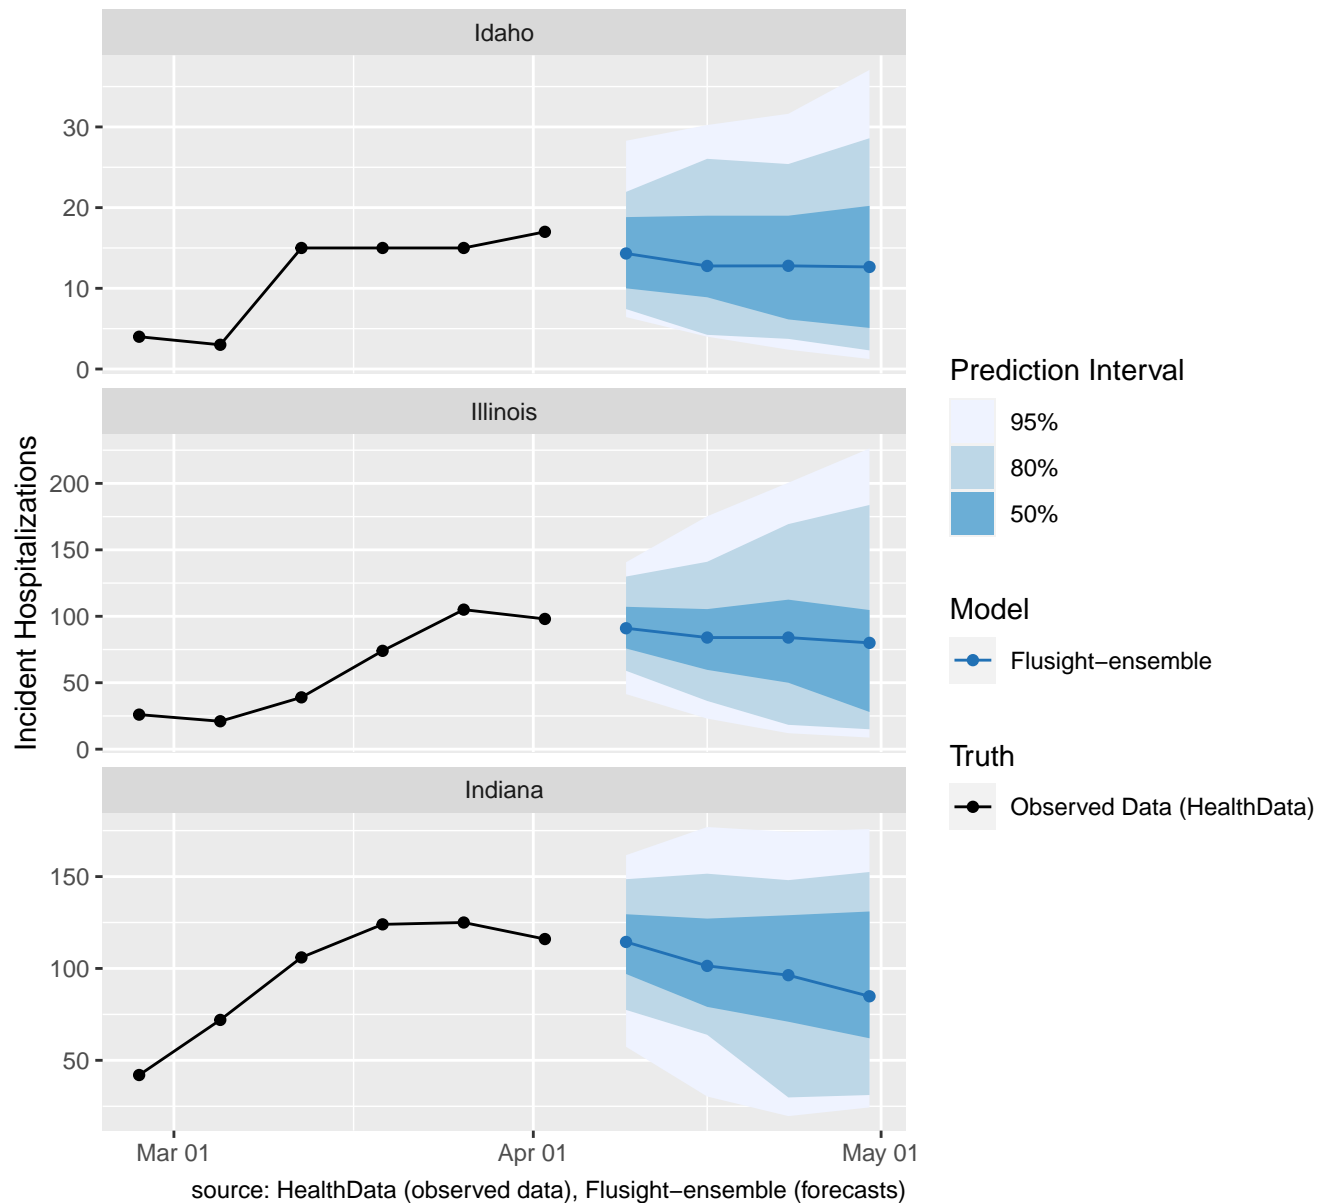 Idaho
30
20
10
0
Illinois
200
150
100
50
0
Indiana
150
100
50
Mar 01
Apr 01
May 01
Incident Hospitalizations
source: HealthData (observed data), Flusight−ensemble (forecasts)
Prediction Interval
95%
80%
50%
Model
Flusight−ensemble
Truth
Observed Data (HealthData)